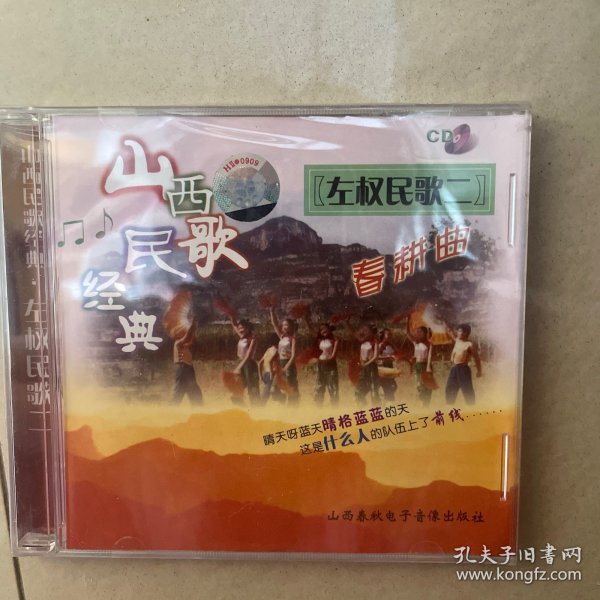 CD
山西民歌经典
HⅡ●0909
〖左权民歌二〗
春耕曲
晴天呀蓝天晴格蓝蓝的天
这是什么人的队伍上了前线……
山西春秋电子音像出版社
山西民歌经典·左权民歌二
孔夫子旧书网
www.kongfz.com